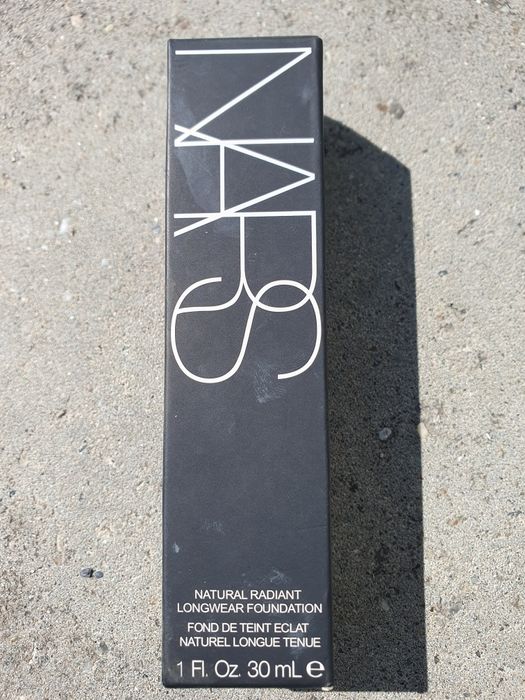 NARS
NATURAL RADIANT
LONGWEAR FOUNDATION
FOND DE TEINT ECLAT
NATUREL LONGUE TENUE
1 Fl. Oz. 30 mL ℮